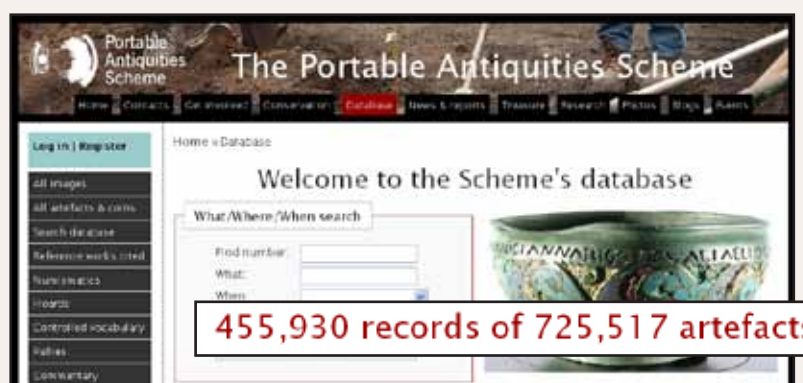 Portable
Antiquities
Scheme
The Portable Antiquities Scheme
Home Contacts Get involved Conservation Database News & reports Treasure Research Photos Blogs Events
Log in | Register
Home » Database
Welcome to the Scheme's database
All images
All artefacts & coins
Search database
Reference works cited
Numismatics
Hoards
Controlled vocabulary
Rallies
Commentary
What/Where/When search
Find number:
What:
When:
455,930 records of 725,517 artefacts